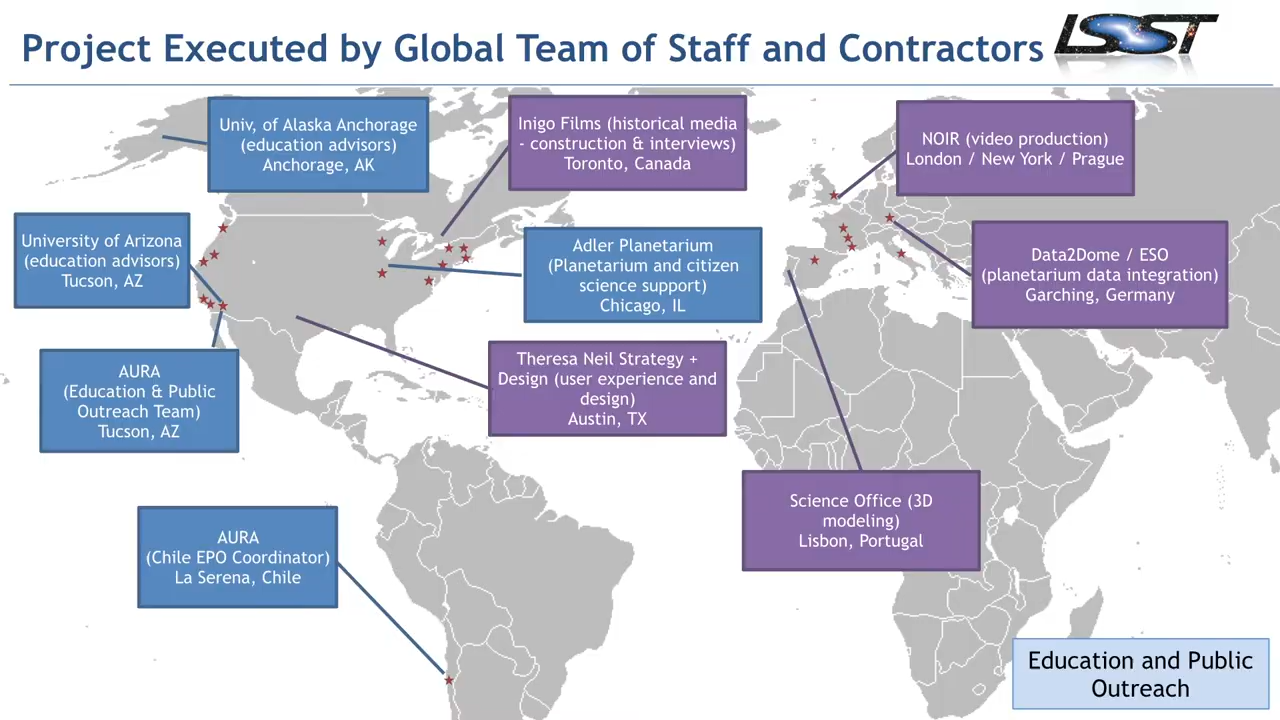 Project Executed by Global Team of Staff and Contractors
LSST
Univ, of Alaska Anchorage
(education advisors)
Anchorage, AK
Inigo Films (historical media
- construction & interviews)
Toronto, Canada
NOIR (video production)
London / New York / Prague
University of Arizona
(education advisors)
Tucson, AZ
Adler Planetarium
(Planetarium and citizen
science support)
Chicago, IL
Data2Dome / ESO
(planetarium data integration)
Garching, Germany
AURA
(Education & Public
Outreach Team)
Tucson, AZ
Theresa Neil Strategy +
Design (user experience and
design)
Austin, TX
Science Office (3D
modeling)
Lisbon, Portugal
AURA
(Chile EPO Coordinator)
La Serena, Chile
Education and Public
Outreach